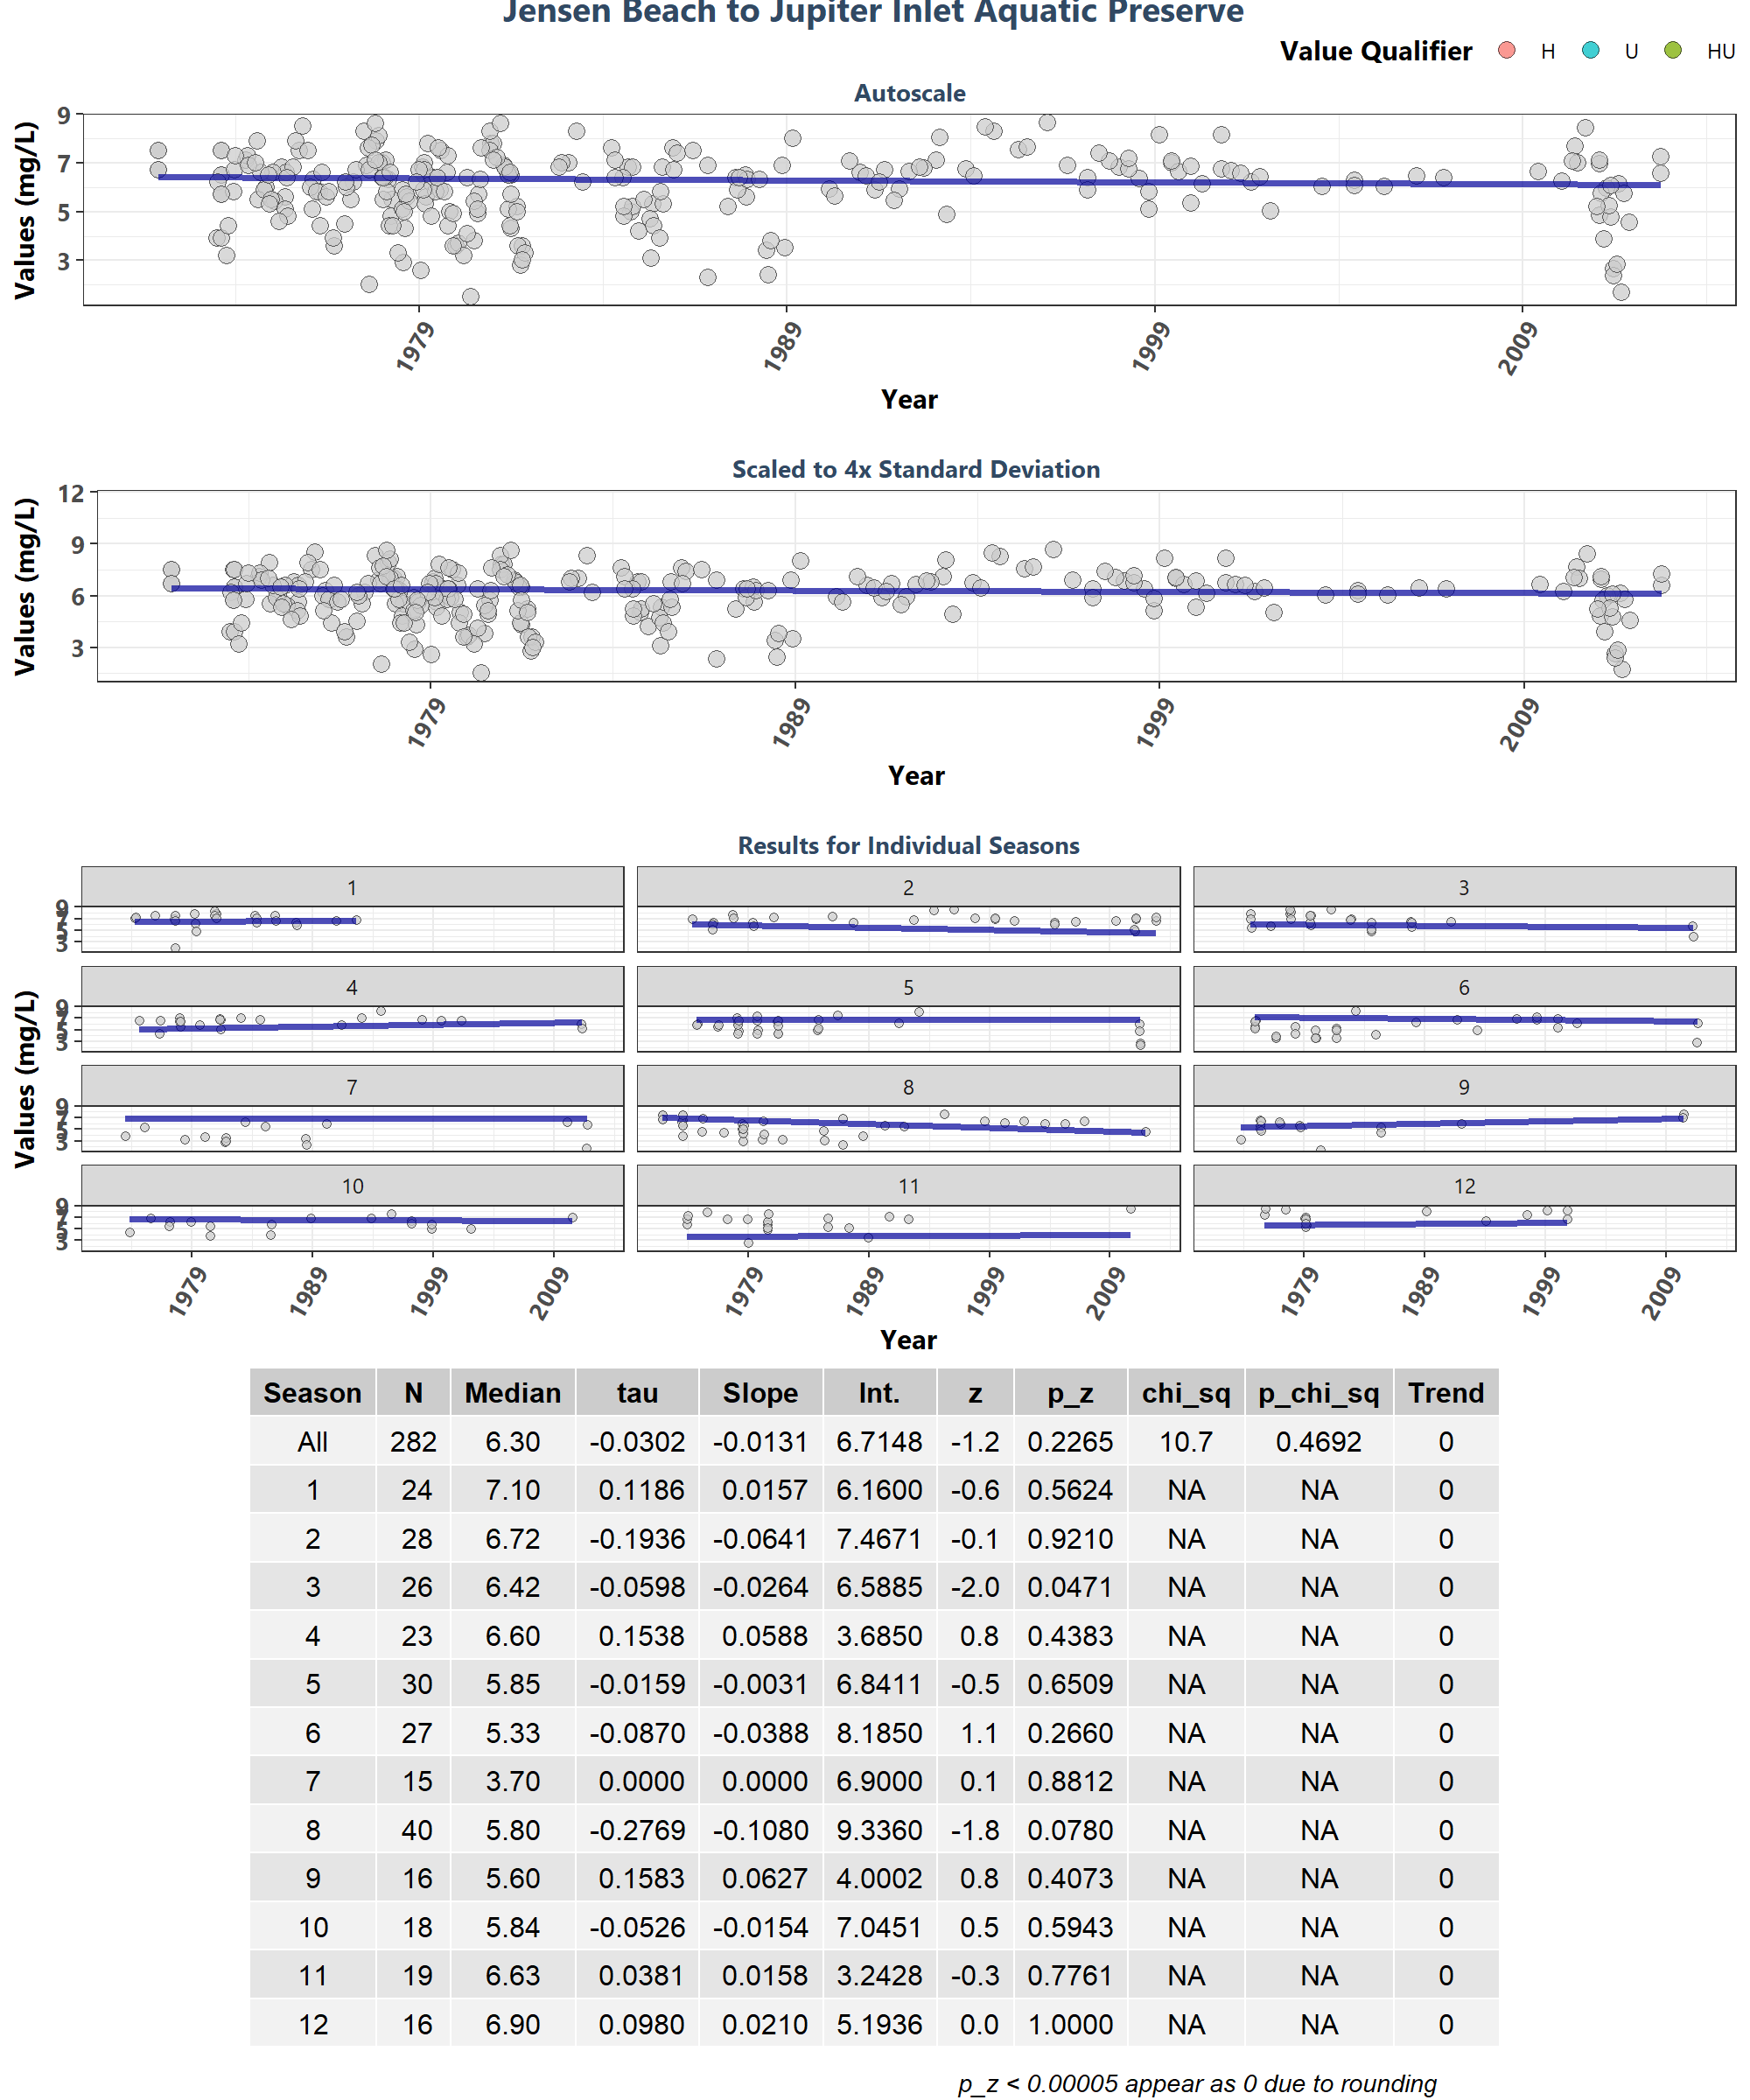 Jensen Beach to Jupiter Inlet Aquatic Preserve
Value Qualifier H U HU
Autoscale
Values (mg/L)
9
7
5
3
1979 1989 1999 2009
Year
Scaled to 4x Standard Deviation
Values (mg/L)
12
9
6
3
1979 1989 1999 2009
Year
Results for Individual Seasons
Values (mg/L)
1 2 3
9
7
5
3
4 5 6
9
7
5
3
7 8 9
9
7
5
3
10 11 12
9
7
5
3
1979 1989 1999 2009 1979 1989 1999 2009 1979 1989 1999 2009
Year
Season N Median tau Slope Int. z p_z chi_sq p_chi_sq Trend
All 282 6.30 -0.0302 -0.0131 6.7148 -1.2 0.2265 10.7 0.4692 0
1 24 7.10 0.1186 0.0157 6.1600 -0.6 0.5624 NA NA 0
2 28 6.72 -0.1936 -0.0641 7.4671 -0.1 0.9210 NA NA 0
3 26 6.42 -0.0598 -0.0264 6.5885 -2.0 0.0471 NA NA 0
4 23 6.60 0.1538 0.0588 3.6850 0.8 0.4383 NA NA 0
5 30 5.85 -0.0159 -0.0031 6.8411 -0.5 0.6509 NA NA 0
6 27 5.33 -0.0870 -0.0388 8.1850 1.1 0.2660 NA NA 0
7 15 3.70 0.0000 0.0000 6.9000 0.1 0.8812 NA NA 0
8 40 5.80 -0.2769 -0.1080 9.3360 -1.8 0.0780 NA NA 0
9 16 5.60 0.1583 0.0627 4.0002 0.8 0.4073 NA NA 0
10 18 5.84 -0.0526 -0.0154 7.0451 0.5 0.5943 NA NA 0
11 19 6.63 0.0381 0.0158 3.2428 -0.3 0.7761 NA NA 0
12 16 6.90 0.0980 0.0210 5.1936 0.0 1.0000 NA NA 0
p_z < 0.00005 appear as 0 due to rounding